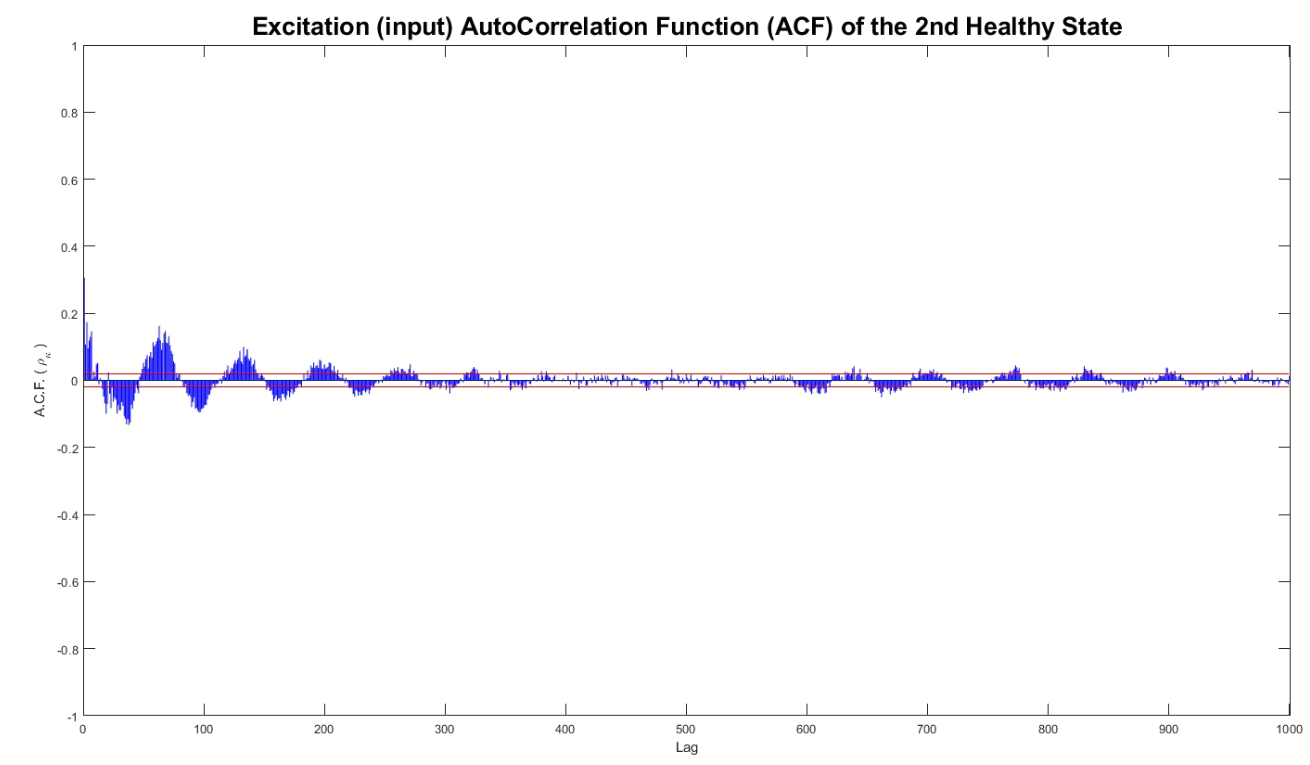 Excitation (input) AutoCorrelation Function (ACF) of the 2nd Healthy State
1
0.8
0.6
0.4
0.2
0
-0.2
-0.4
-0.6
-0.8
-1
A.C.F. ( ρκ )
0 100 200 300 400 500 600 700 800 900 1000
Lag